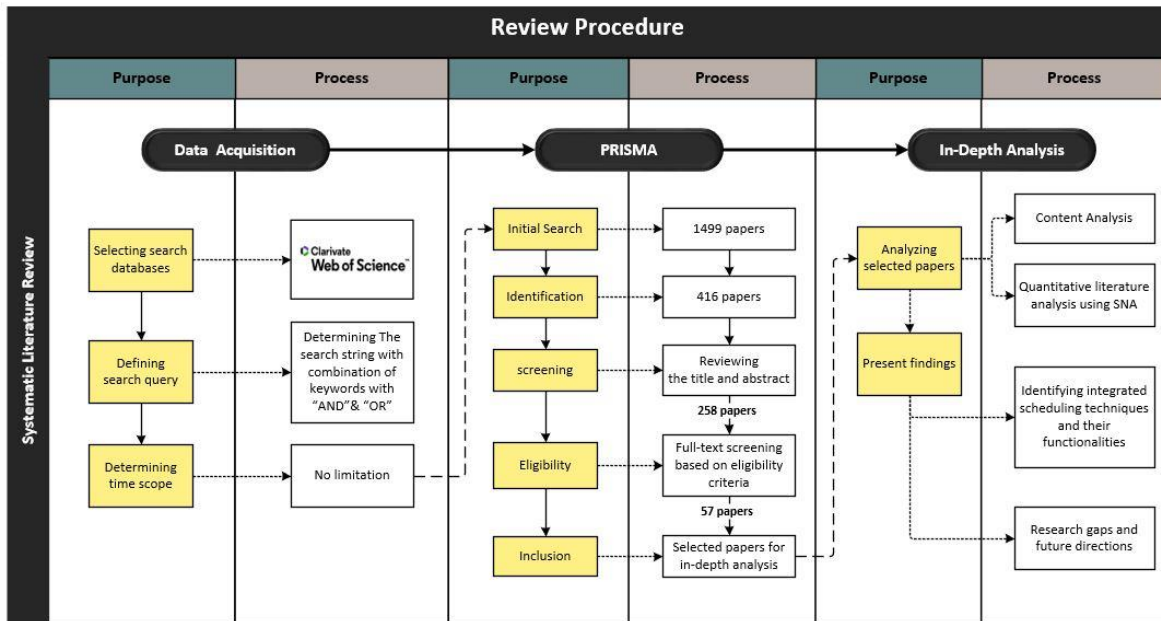 Review Procedure
Purpose
Process
Purpose
Process
Purpose
Process
Systematic Literature Review
Data Acquisition
PRISMA
In-Depth Analysis
Selecting search
databases
Clarivate
Web of Science™
Defining
search query
Determining The
search string with
combination of
keywords with
“AND”& “OR”
Determining
time scope
No limitation
Initial Search
1499 papers
Identification
416 papers
screening
Reviewing
the title and abstract
258 papers
Eligibility
Full-text screening
based on eligibility
criteria
57 papers
Inclusion
Selected papers for
in-depth analysis
Analyzing
selected papers
Content Analysis
Quantitative literature
analysis using SNA
Present findings
Identifying integrated
scheduling techniques
and their
functionalities
Research gaps and
future directions